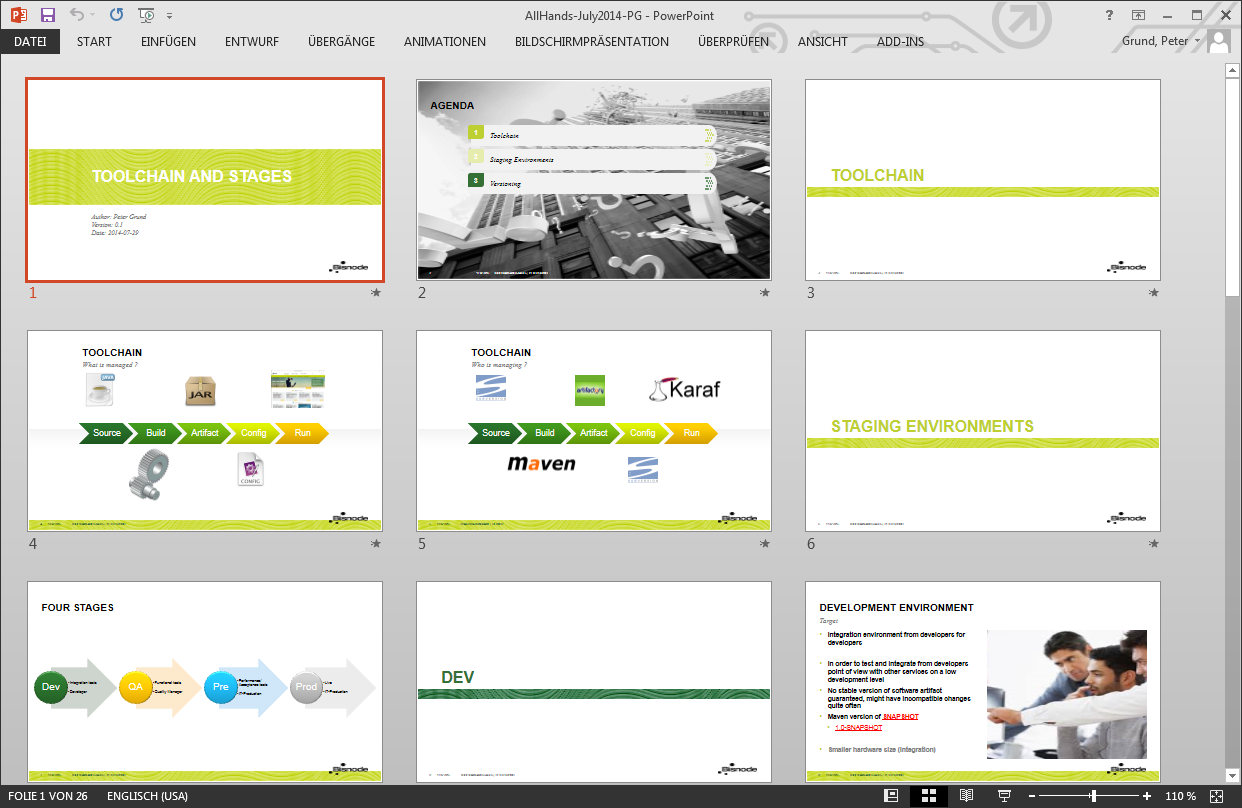 AllHands-July2014-PG - PowerPoint
DATEI START EINFÜGEN ENTWURF ÜBERGÄNGE ANIMATIONEN BILDSCHIRMPRÄSENTATION ÜBERPRÜFEN ANSICHT ADD-INS Grund, Peter
TOOLCHAIN AND STAGES
Author: Peter Grund
Version: 0.1
Date: 2014-07-29
Bisnode
1
AGENDA
1 Toolchain
2 Staging Environments
3 Versioning
2
TOOLCHAIN
Bisnode
3
TOOLCHAIN
What is managed ?
JAVA
JAR
Source Build Artifact Config Run
CONFIG
Bisnode
4
TOOLCHAIN
Who is managing ?
SUBVERSION
artifactory
Karaf
Source Build Artifact Config Run
maven
SUBVERSION
Bisnode
5
STAGING ENVIRONMENTS
Bisnode
6
FOUR STAGES
Dev
Integration tests
Developer
QA
Functional tests
Quality Manager
Pre
Performance/
Acceptance tests
IT-Production
Prod
Live
IT-Production
Bisnode
DEV
Bisnode
DEVELOPMENT ENVIRONMENT
Target
Integration environment from developers for
developers
In order to test and integrate from developers
point of view with other services on a low
development level
No stable version of software artifact
guaranteed, might have incompatible changes
quite often
Maven version of SNAPSHOT
1.0-SNAPSHOT
Smaller hardware size (integration)
Bisnode
FOLIE 1 VON 26 ENGLISCH (USA) 110 %